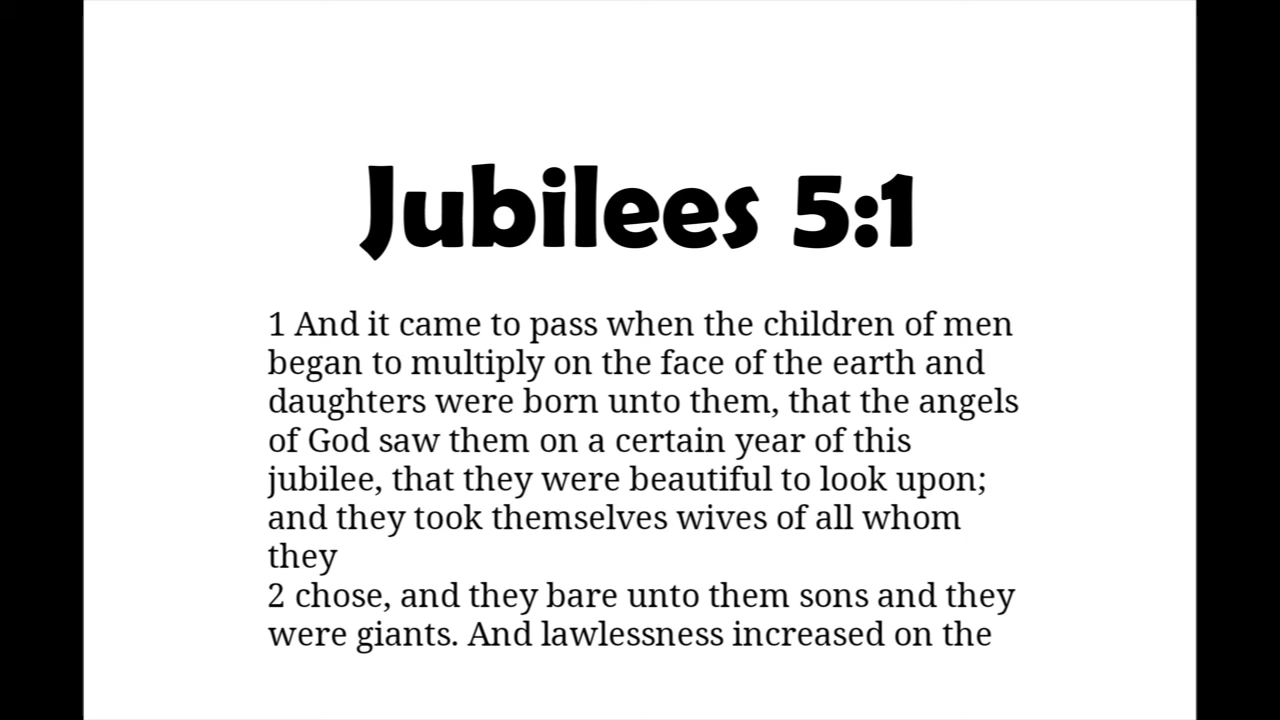 Jubilees 5:1
1 And it came to pass when the children of men
began to multiply on the face of the earth and
daughters were born unto them, that the angels
of God saw them on a certain year of this
jubilee, that they were beautiful to look upon;
and they took themselves wives of all whom
they
2 chose, and they bare unto them sons and they
were giants. And lawlessness increased on the